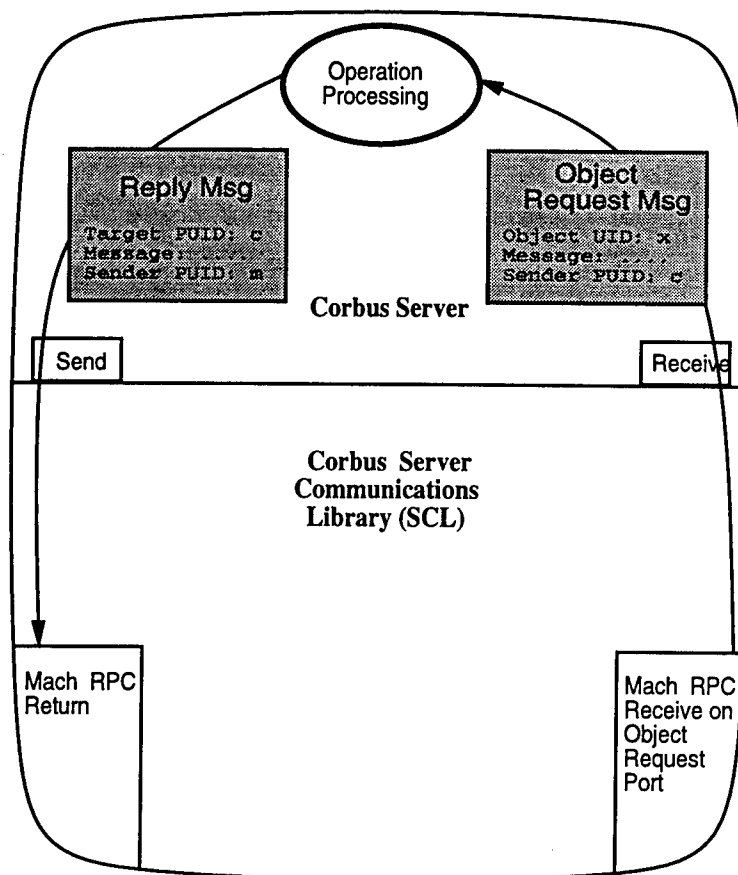 Operation
Processing
Reply Msg
Target PUID: c
Message: ....
Sender PUID: m
Object
Request Msg
Object UID: x
Message: ....
Sender PUID: c
Corbus Server
Send
Receive
Corbus Server
Communications
Library (SCL)
Mach RPC
Return
Mach RPC
Receive on
Object
Request
Port